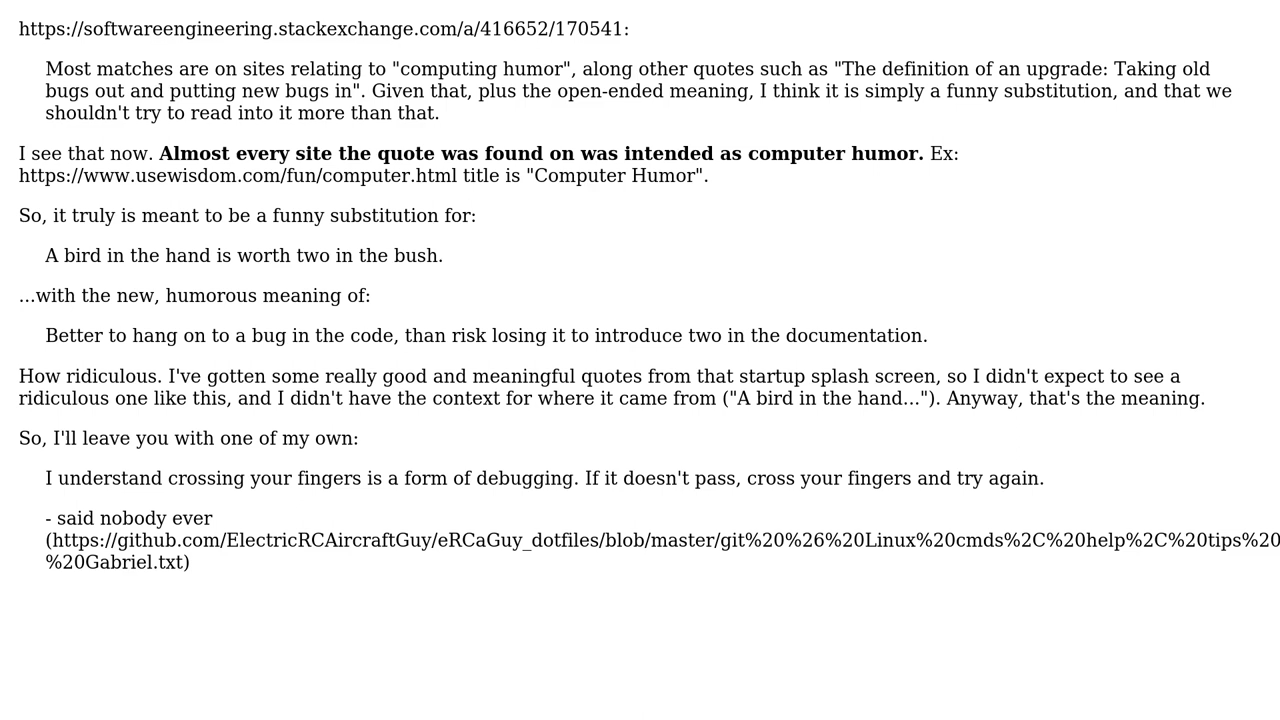 https://softwareengineering.stackexchange.com/a/416652/170541:
Most matches are on sites relating to "computing humor", along other quotes such as "The definition of an upgrade: Taking old
bugs out and putting new bugs in". Given that, plus the open-ended meaning, I think it is simply a funny substitution, and that we
shouldn't try to read into it more than that.
I see that now. Almost every site the quote was found on was intended as computer humor. Ex:
https://www.usewisdom.com/fun/computer.html title is "Computer Humor".
So, it truly is meant to be a funny substitution for:
A bird in the hand is worth two in the bush.
...with the new, humorous meaning of:
Better to hang on to a bug in the code, than risk losing it to introduce two in the documentation.
How ridiculous. I've gotten some really good and meaningful quotes from that startup splash screen, so I didn't expect to see a
ridiculous one like this, and I didn't have the context for where it came from ("A bird in the hand..."). Anyway, that's the meaning.
So, I'll leave you with one of my own:
I understand crossing your fingers is a form of debugging. If it doesn't pass, cross your fingers and try again.
- said nobody ever
(https://github.com/ElectricRCAircraftGuy/eRCaGuy_dotfiles/blob/master/git%20%26%20Linux%20cmds%2C%20help%2C%20tips%20
%20Gabriel.txt)